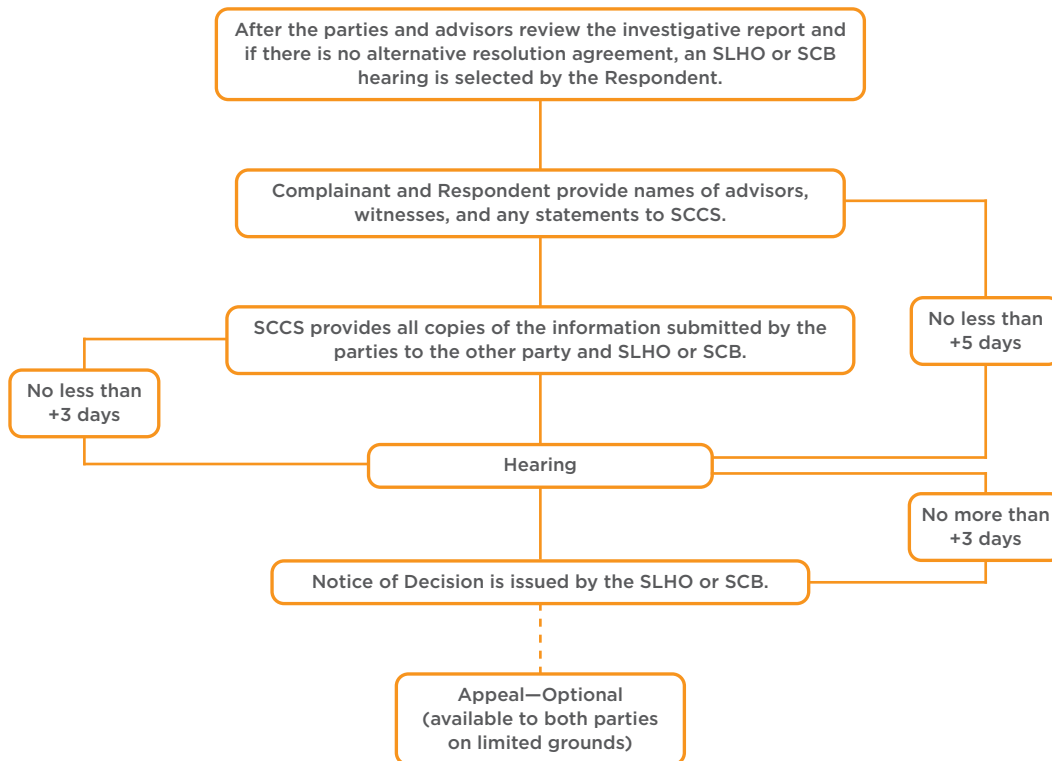 After the parties and advisors review the investigative report and
if there is no alternative resolution agreement, an SLHO or SCB
hearing is selected by the Respondent.
Complainant and Respondent provide names of advisors,
witnesses, and any statements to SCCS.
No less than
+5 days
SCCS provides all copies of the information submitted by the
parties to the other party and SLHO or SCB.
No less than
+3 days
Hearing
No more than
+3 days
Notice of Decision is issued by the SLHO or SCB.
Appeal—Optional
(available to both parties
on limited grounds)